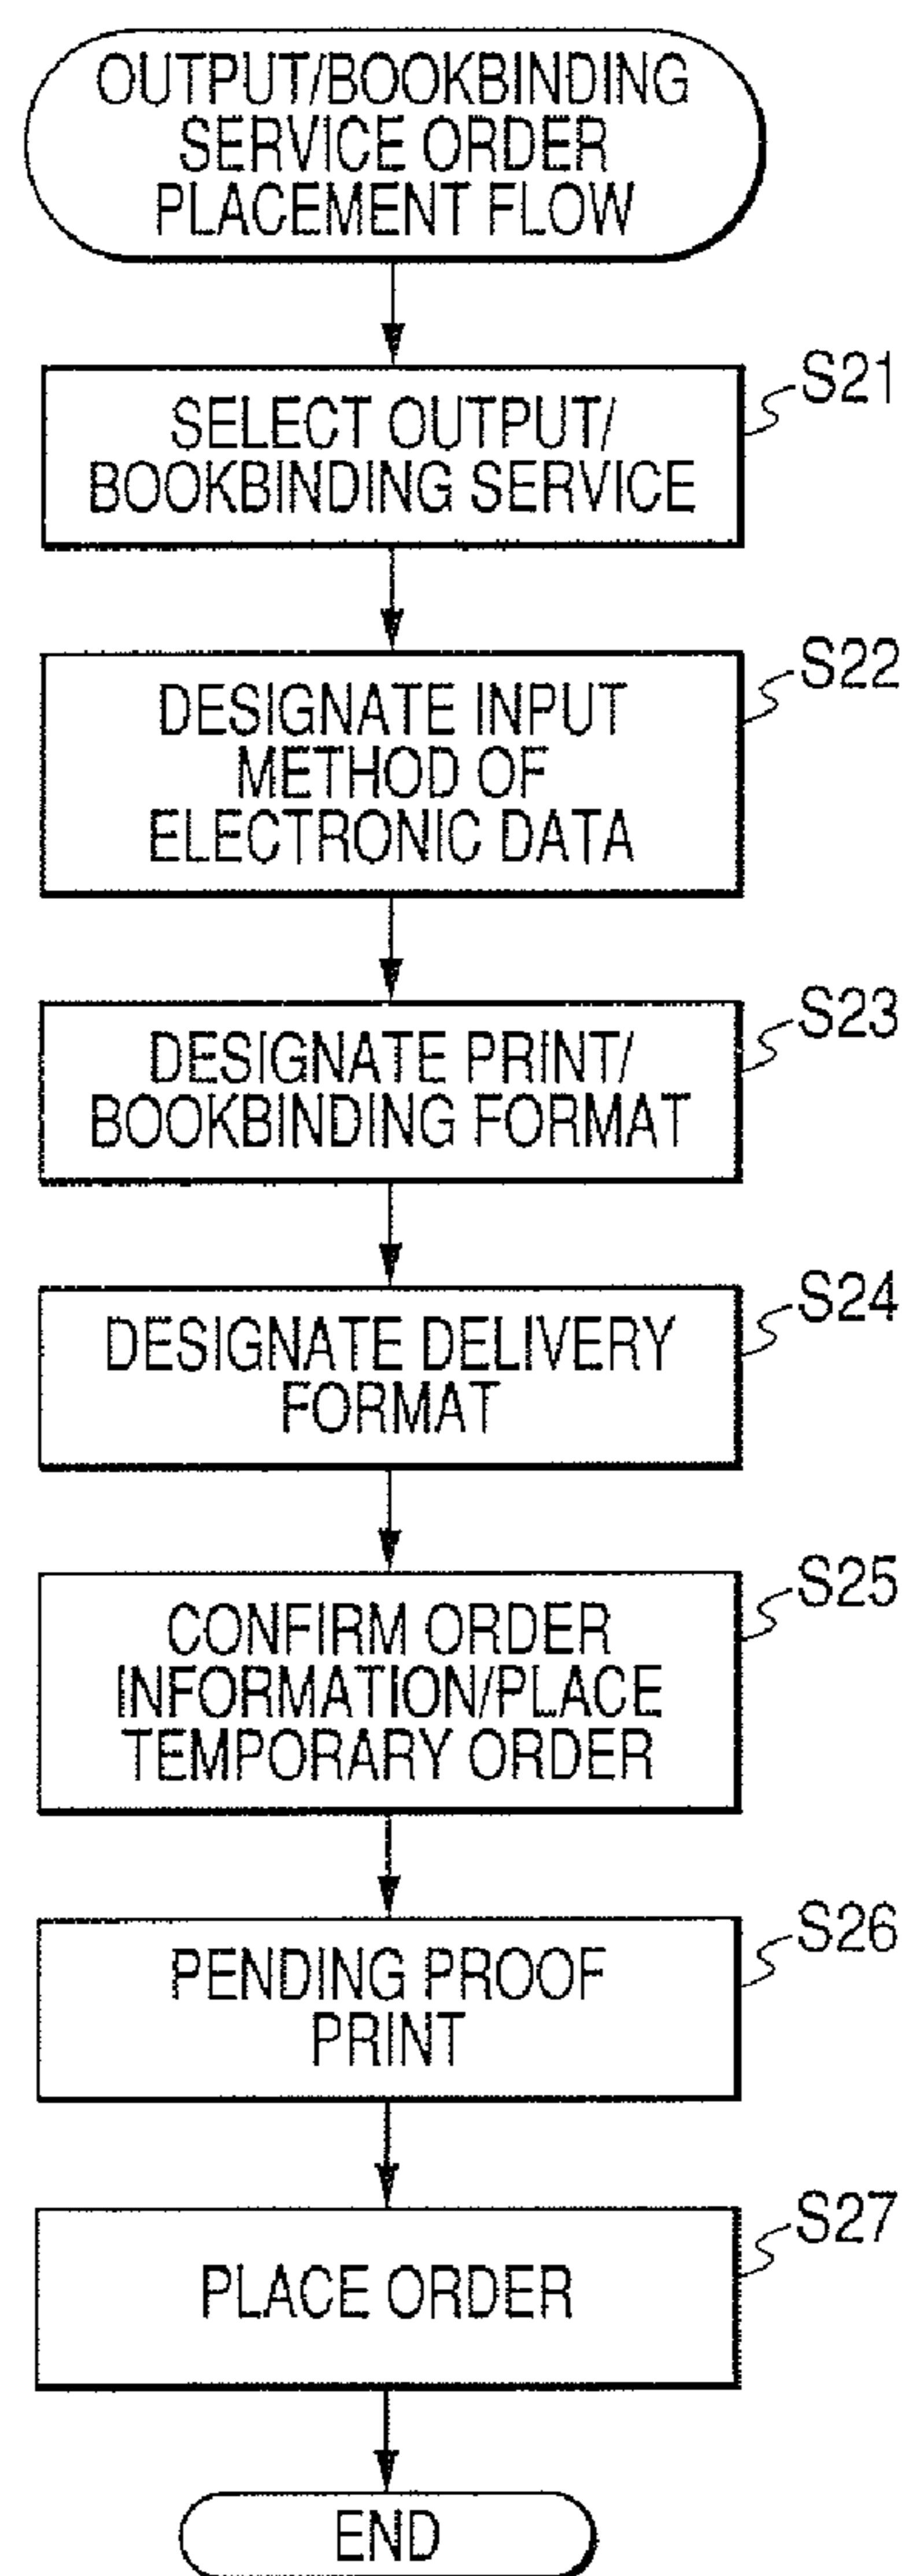 OUTPUT/BOOKBINDING
SERVICE ORDER
PLACEMENT FLOW
S21
SELECT OUTPUT/
BOOKBINDING SERVICE
S22
DESIGNATE INPUT
METHOD OF
ELECTRONIC DATA
S23
DESIGNATE PRINT/
BOOKBINDING FORMAT
S24
DESIGNATE DELIVERY
FORMAT
S25
CONFIRM ORDER
INFORMATION/PLACE
TEMPORARY ORDER
S26
PENDING PROOF
PRINT
S27
PLACE ORDER
END